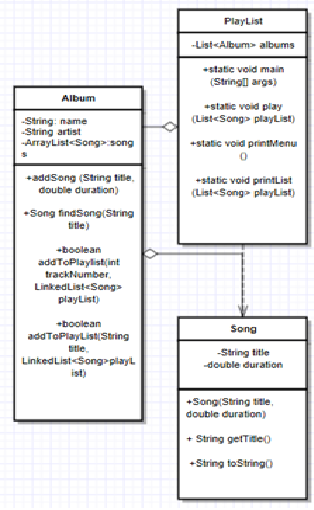 PlayList
-List<Album> albums
+static void main
(String[] args)
+static void play
(List<Song> playList)
+static void printMenu
()
+static void printList
(List<Song> playList)
Album
-String: name
-String artist
-ArrayList<Song>:song
s
+addSong (String title,
double duration)
+Song findSong(String
title)
+boolean
addToPlaylist(int
trackNumber,
LinkedList<Song>
playList)
+boolean
addToPlayList(String
title,
LinkedList<Song>playL
ist)
Song
-String title
-double duration
+Song(String title,
double duration)
+ String getTitle()
+String toString()